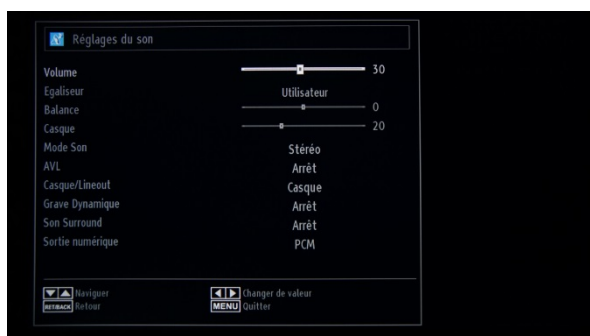 Réglages du son
Volume 30
Egaliseur Utilisateur
Balance 0
Casque 20
Mode Son Stéréo
AVL Arrêt
Casque/Lineout Casque
Grave Dynamique Arrêt
Son Surround Arrêt
Sortie numérique PCM
Naviguer Changer de valeur
RET/BACK Retour MENU Quitter